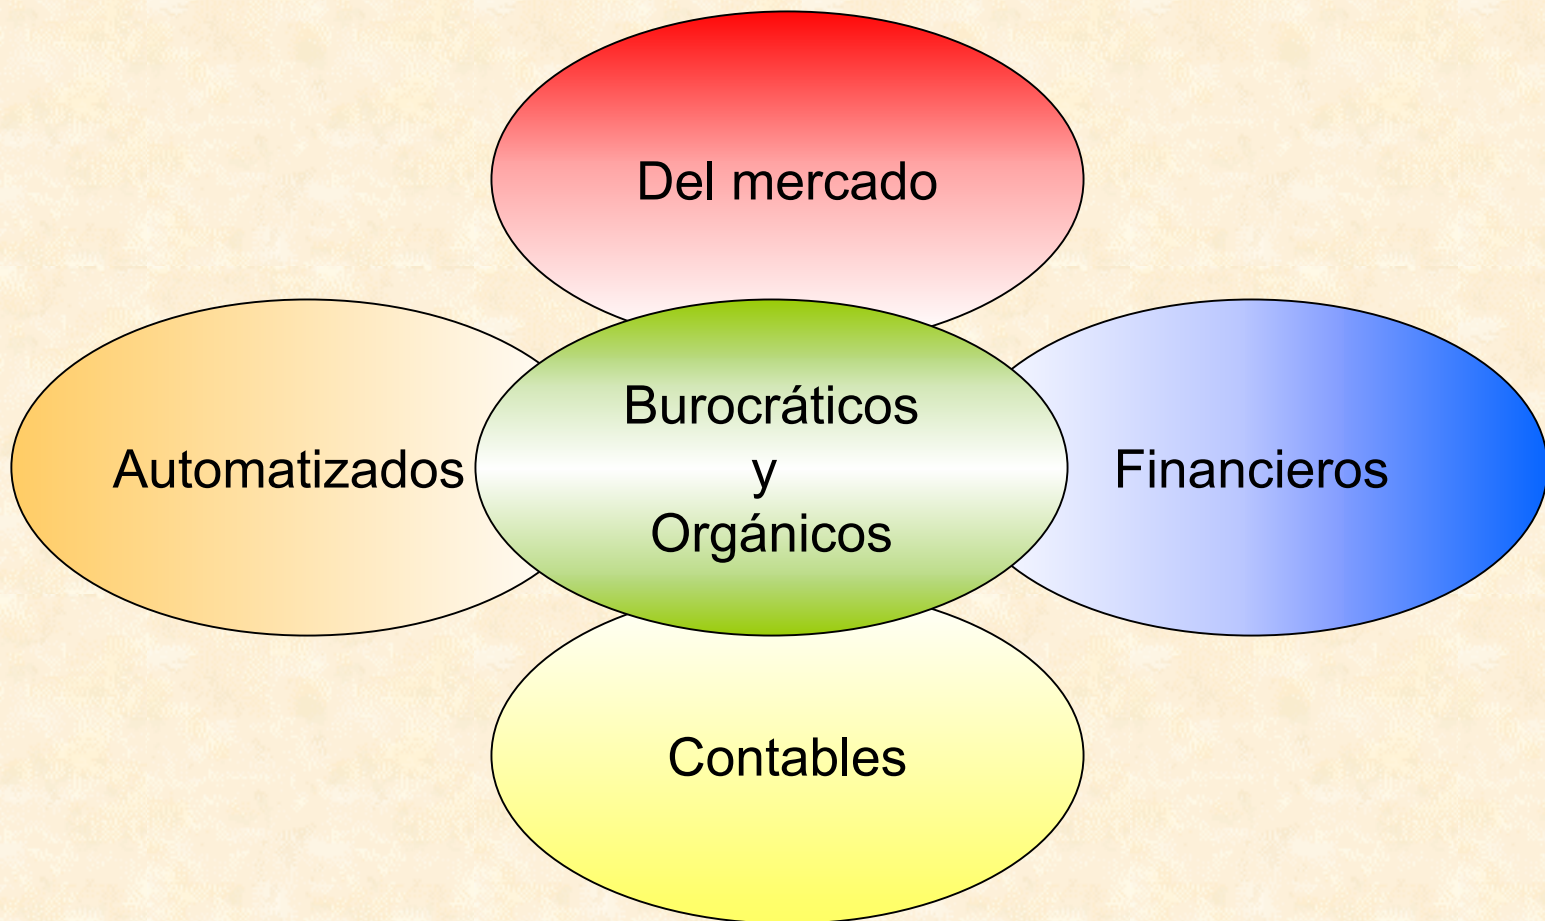 Del mercado
Automatizados
Burocráticos
y
Orgánicos
Financieros
Contables